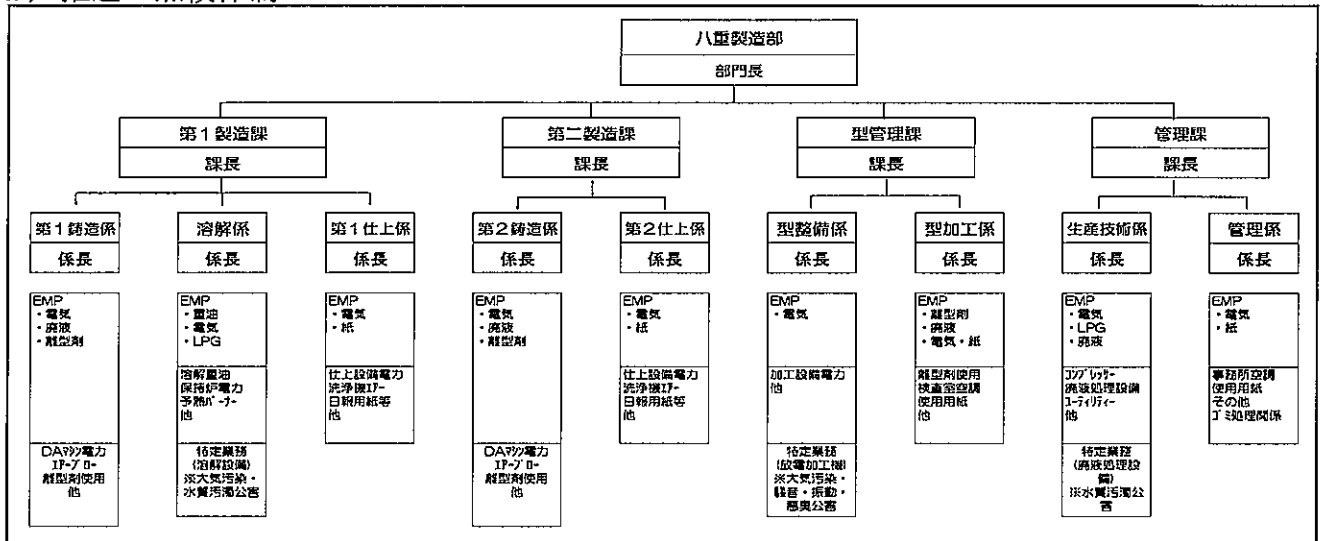 八重製造部
部門長
第1製造課
課長
第二製造課
課長
型管理課
課長
管理課
課長
第1鋳造係
係長
溶解係
係長
第1仕上係
係長
第2鋳造係
係長
第2仕上係
係長
型整備係
係長
型加工係
係長
生産技術係
係長
管理係
係長
EMP
・電気
・廃液
・離型剤
DAマシン電力
エアーブロー
離型剤使用
他
EMP
・重油
・電気
・LPG
溶解重油
保持炉電力
予熱バーナー
他
特定業務
(溶解設備)
※大気汚染・
水質汚濁公害
EMP
・電気
・紙
仕上設備電力
洗浄機エアー
日報用紙等
他
EMP
・電気
・廃液
・離型剤
DAマシン電力
エアーブロー
離型剤使用
他
EMP
・電気
・紙
仕上設備電力
洗浄機エアー
日報用紙等
他
EMP
・電気
加工設備電力
他
特定業務
(放電加工機)
※大気汚染・
騒音・振動・
悪臭公害
EMP
・離型剤
・廃液
・電気・紙
離型剤使用
検査室空調
使用用紙
他
EMP
・電気
・LPG
・廃液
コンプレッサー
廃液処理設備
ユーティリティー
他
特定業務
(廃液処理設
備)
※水質汚濁公
害
EMP
・電気
・紙
事務所空調
使用用紙
その他
ゴミ処理関係